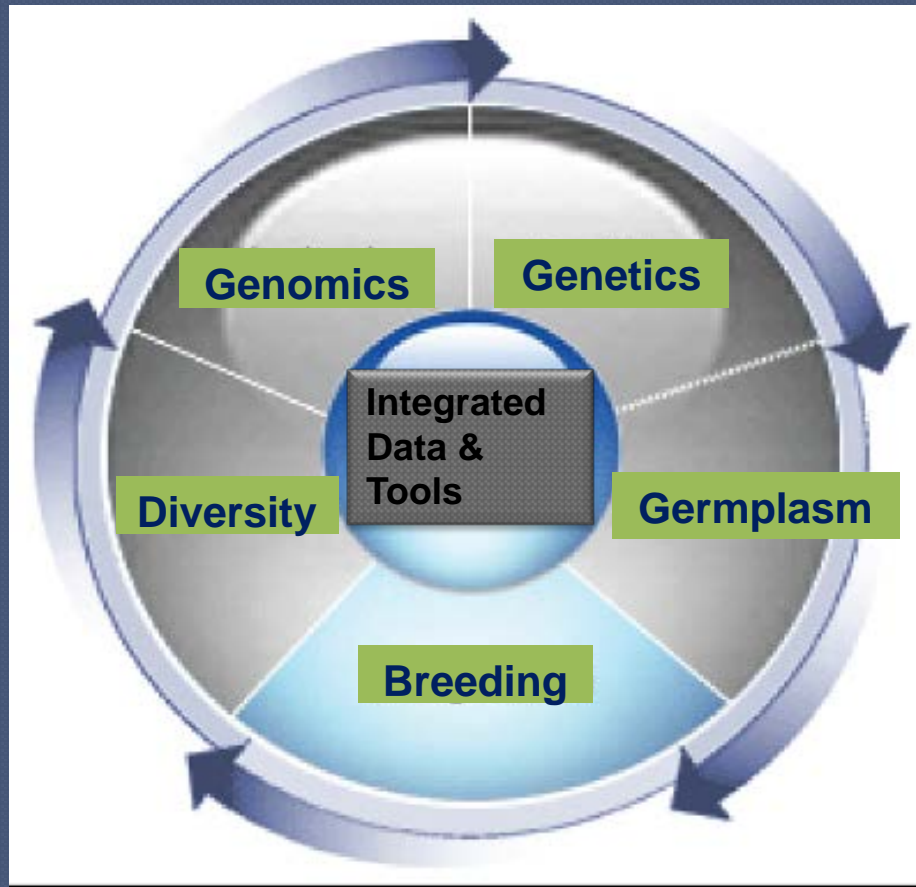 Genomics
Genetics
Integrated
Data &
Tools
Diversity
Germplasm
Breeding